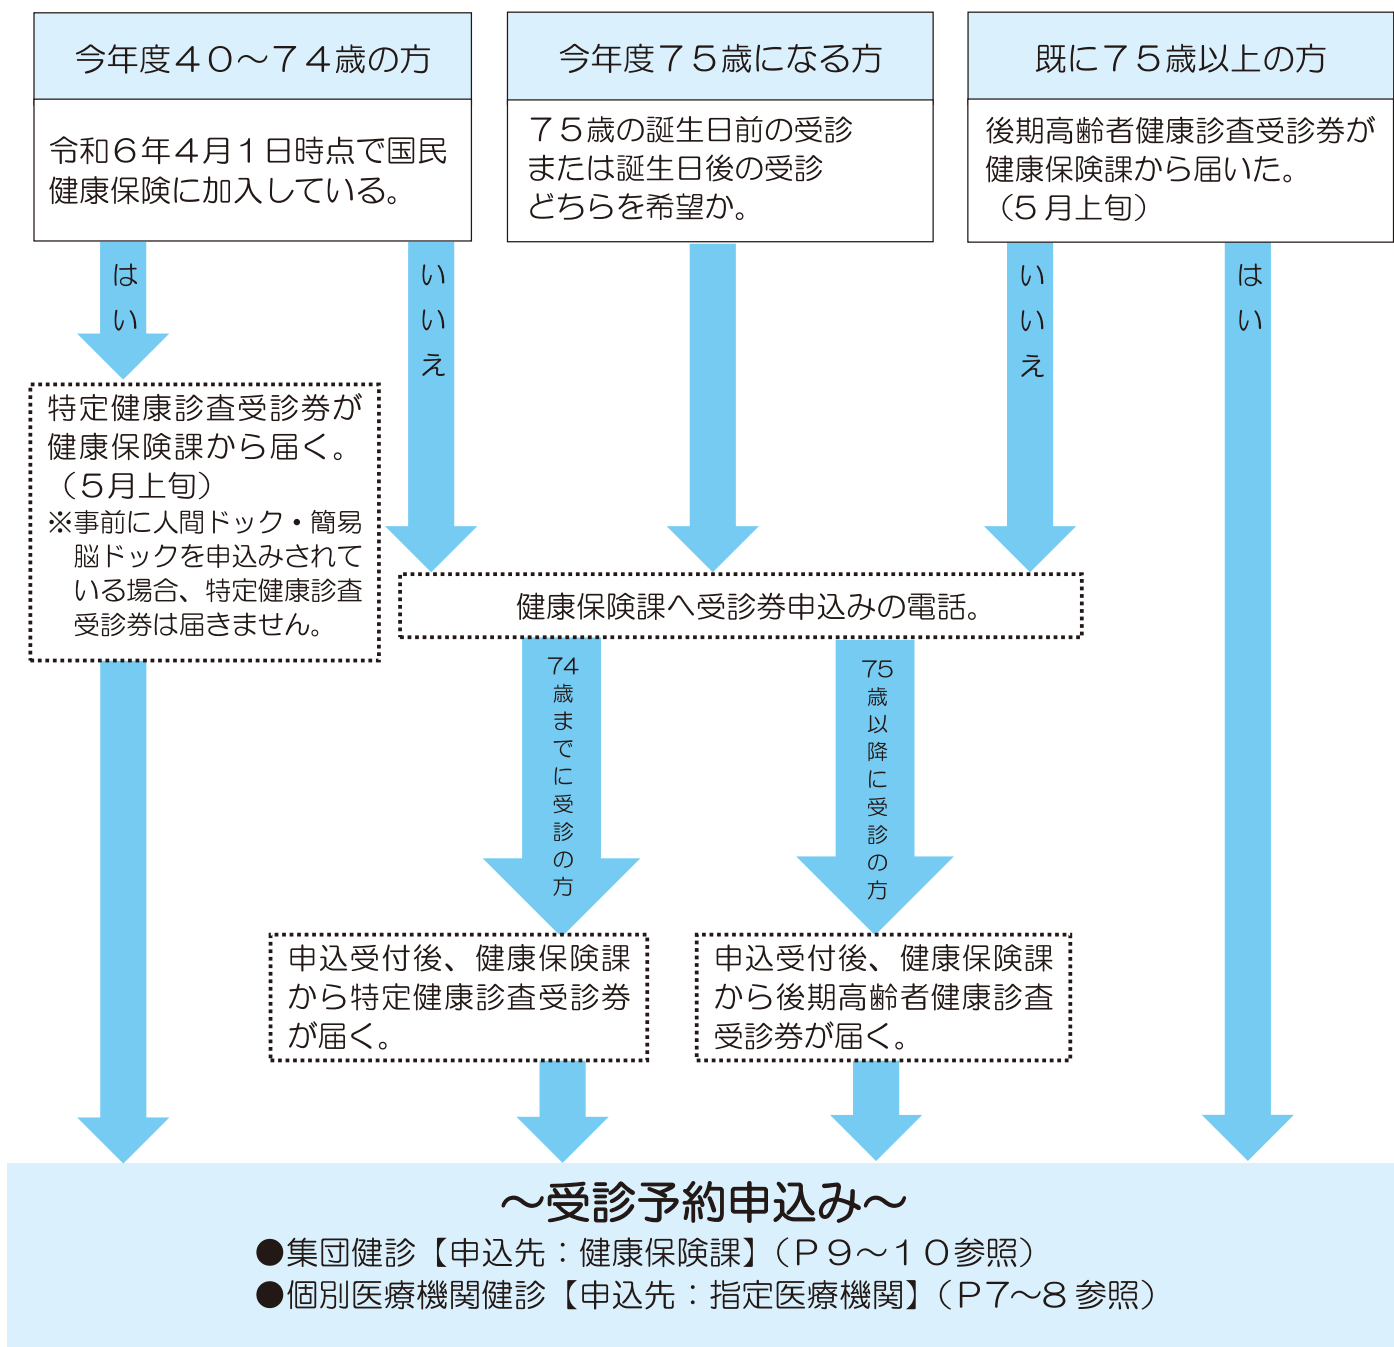 今年度４０～７４歳の方
令和６年４月１日時点で国民
健康保険に加入している。
今年度７５歳になる方
７５歳の誕生日前の受診
または誕生日後の受診
どちらを希望か。
既に７５歳以上の方
後期高齢者健康診査受診券が
健康保険課から届いた。
（５月上旬）
はい
いいえ
いいえ
はい
特定健康診査受診券が
健康保険課から届く。
（５月上旬）
※事前に人間ドック・簡易
脳ドックを申込みされて
いる場合、特定健康診査
受診券は届きません。
健康保険課へ受診券申込みの電話。
74歳までに受診の方
75歳以降に受診の方
申込受付後、健康保険課
から特定健康診査受診券
が届く。
申込受付後、健康保険課
から後期高齢者健康診査
受診券が届く。
～受診予約申込み～
●集団健診【申込先：健康保険課】（Ｐ９～１０参照）
●個別医療機関健診【申込先：指定医療機関】（Ｐ７～８参照）